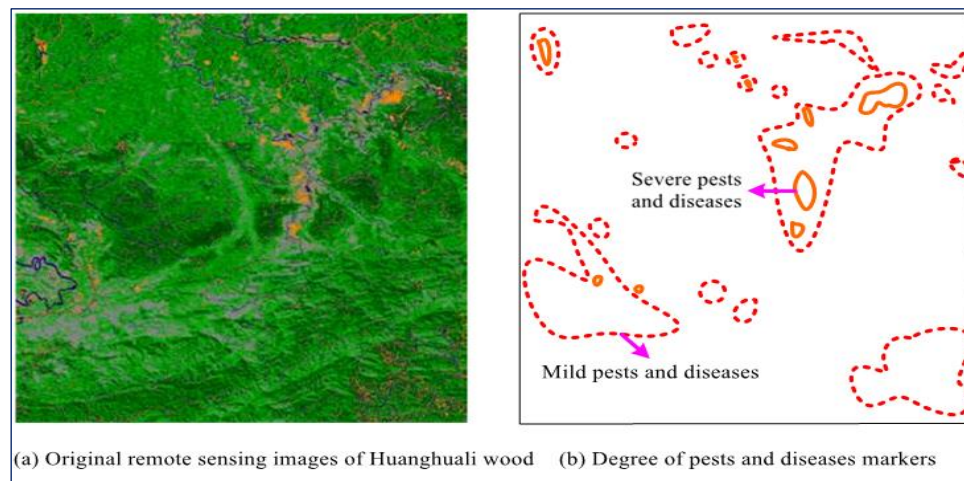 Severe pests
and diseases
Mild pests and diseases
(a) Original remote sensing images of Huanghuali wood
(b) Degree of pests and diseases markers